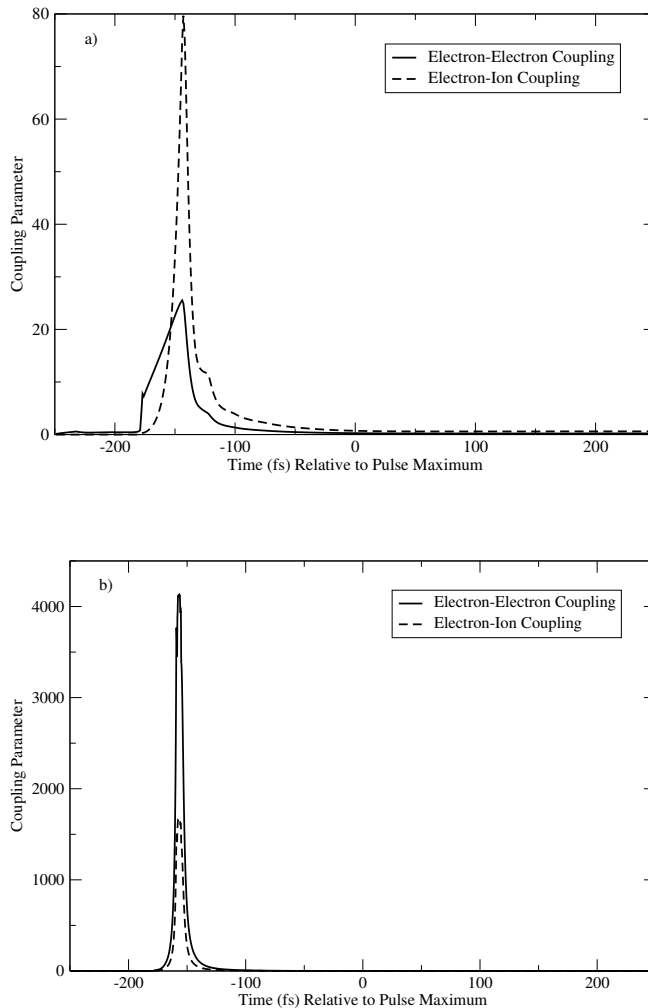 80
a)
Electron-Electron Coupling
Electron-Ion Coupling
60
Coupling Parameter
40
20
0
-200 -100 0 100 200
Time (fs) Relative to Pulse Maximum
b)
4000
Electron-Electron Coupling
Electron-Ion Coupling
3000
Coupling Parameter
2000
1000
0
-200 -100 0 100 200
Time (fs) Relative to Pulse Maximum